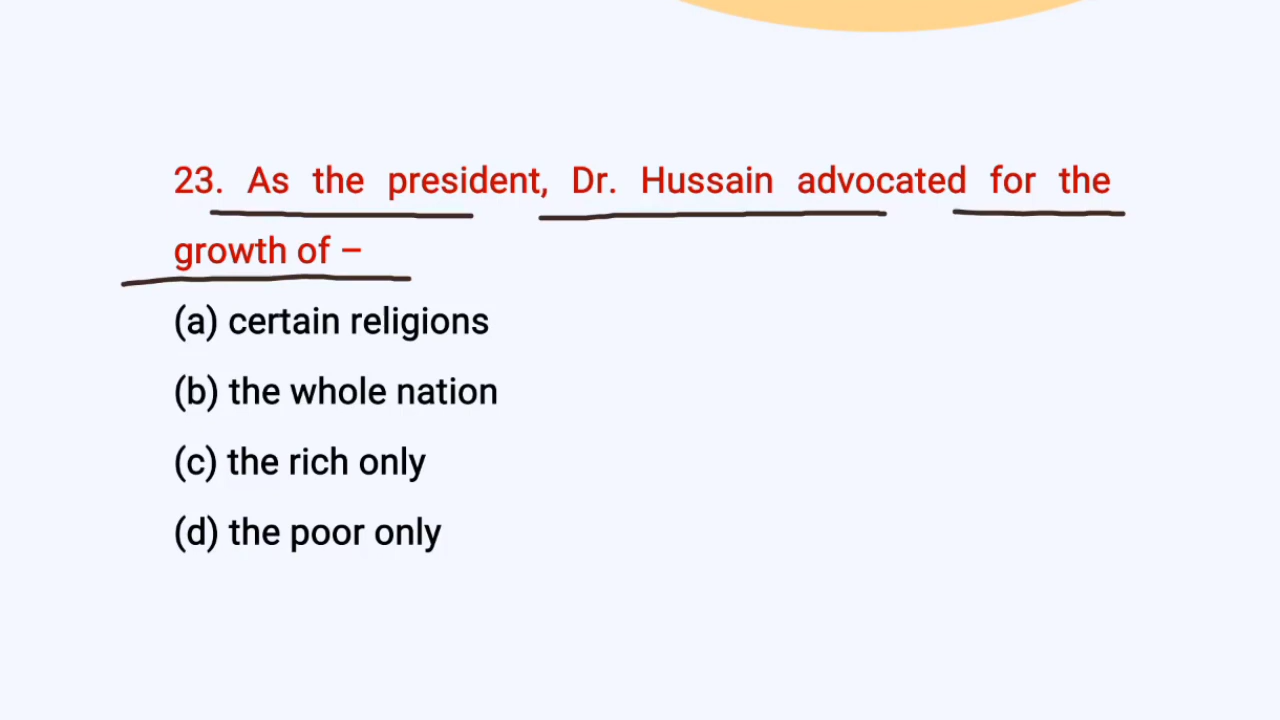 23. As the president, Dr. Hussain advocated for the
growth of –
(a) certain religions
(b) the whole nation
(c) the rich only
(d) the poor only